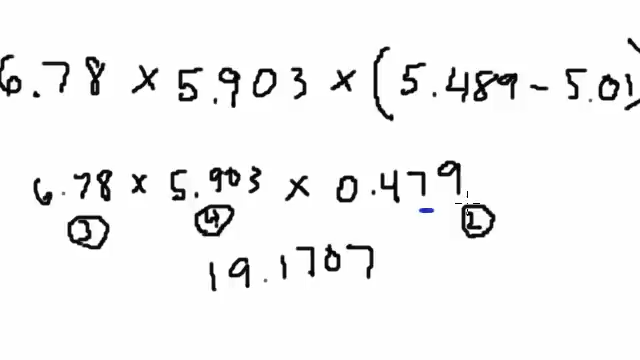 6.78 × 5.903 × (5.489 - 5.01)
6.78 × 5.903 × 0.479
3 4 2
19.1707